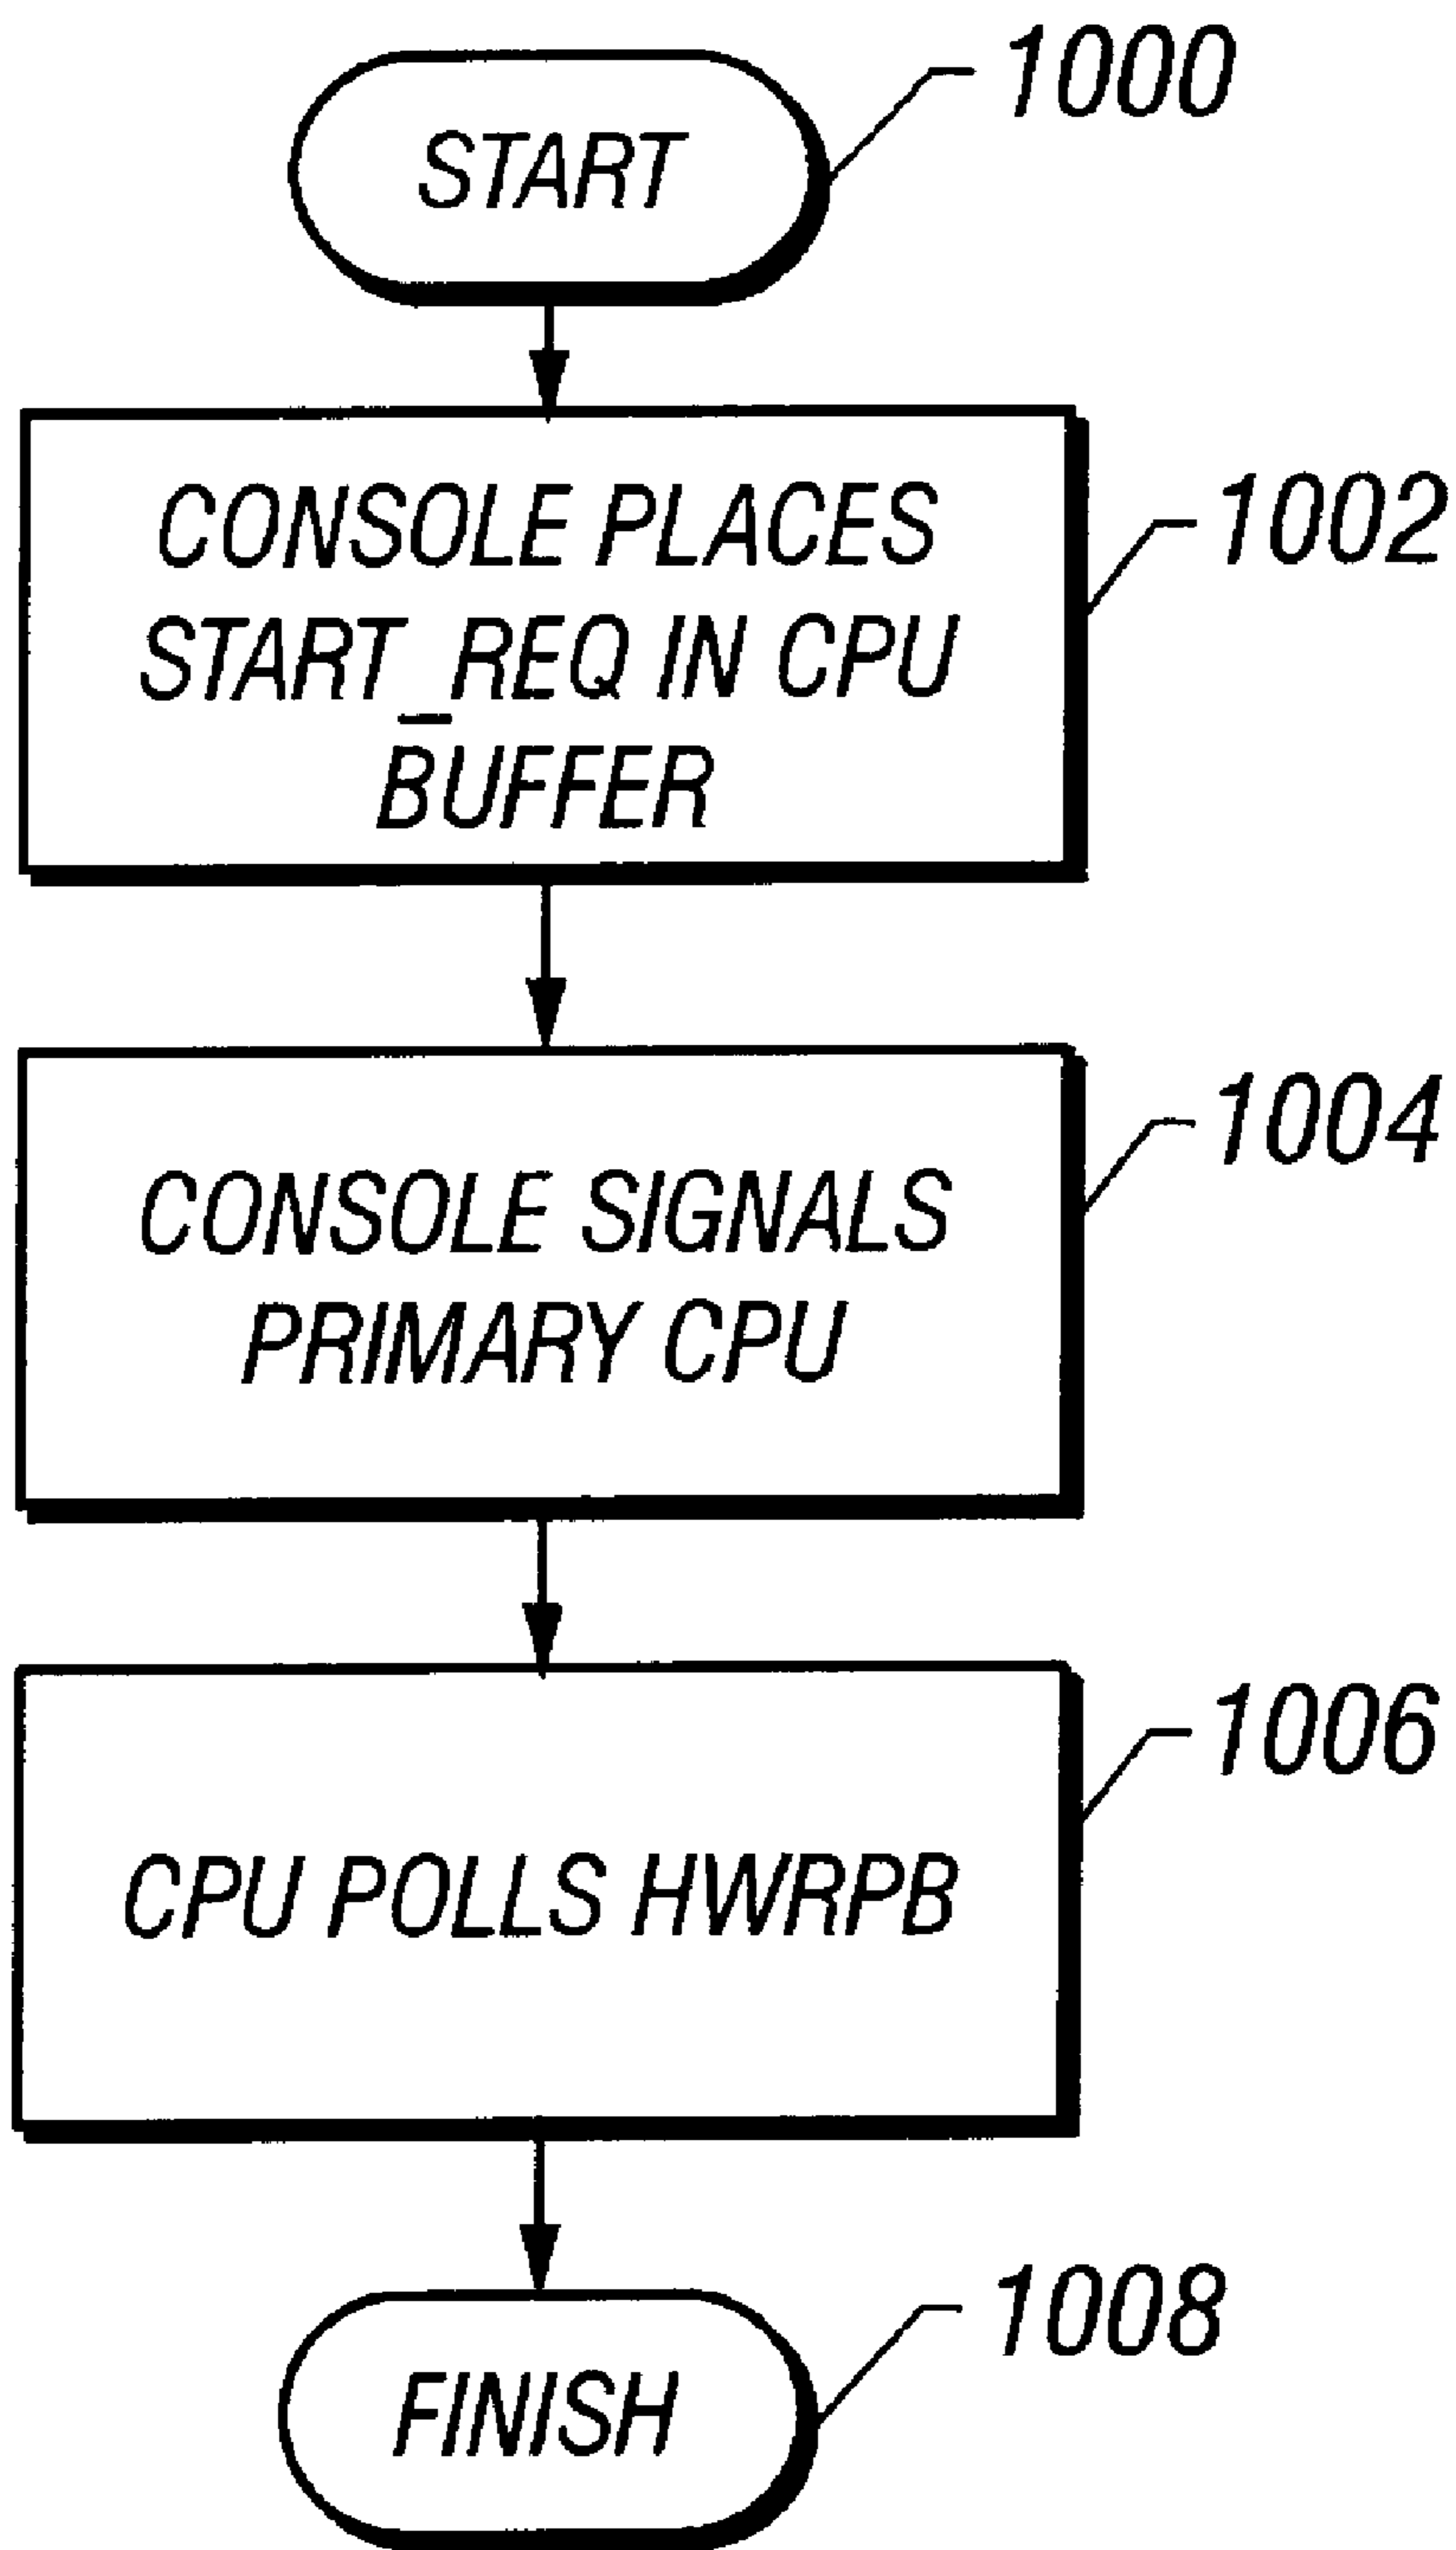 START
1000
CONSOLE PLACES
START_REQ IN CPU
BUFFER
1002
CONSOLE SIGNALS
PRIMARY CPU
1004
CPU POLLS HWRPB
1006
FINISH
1008